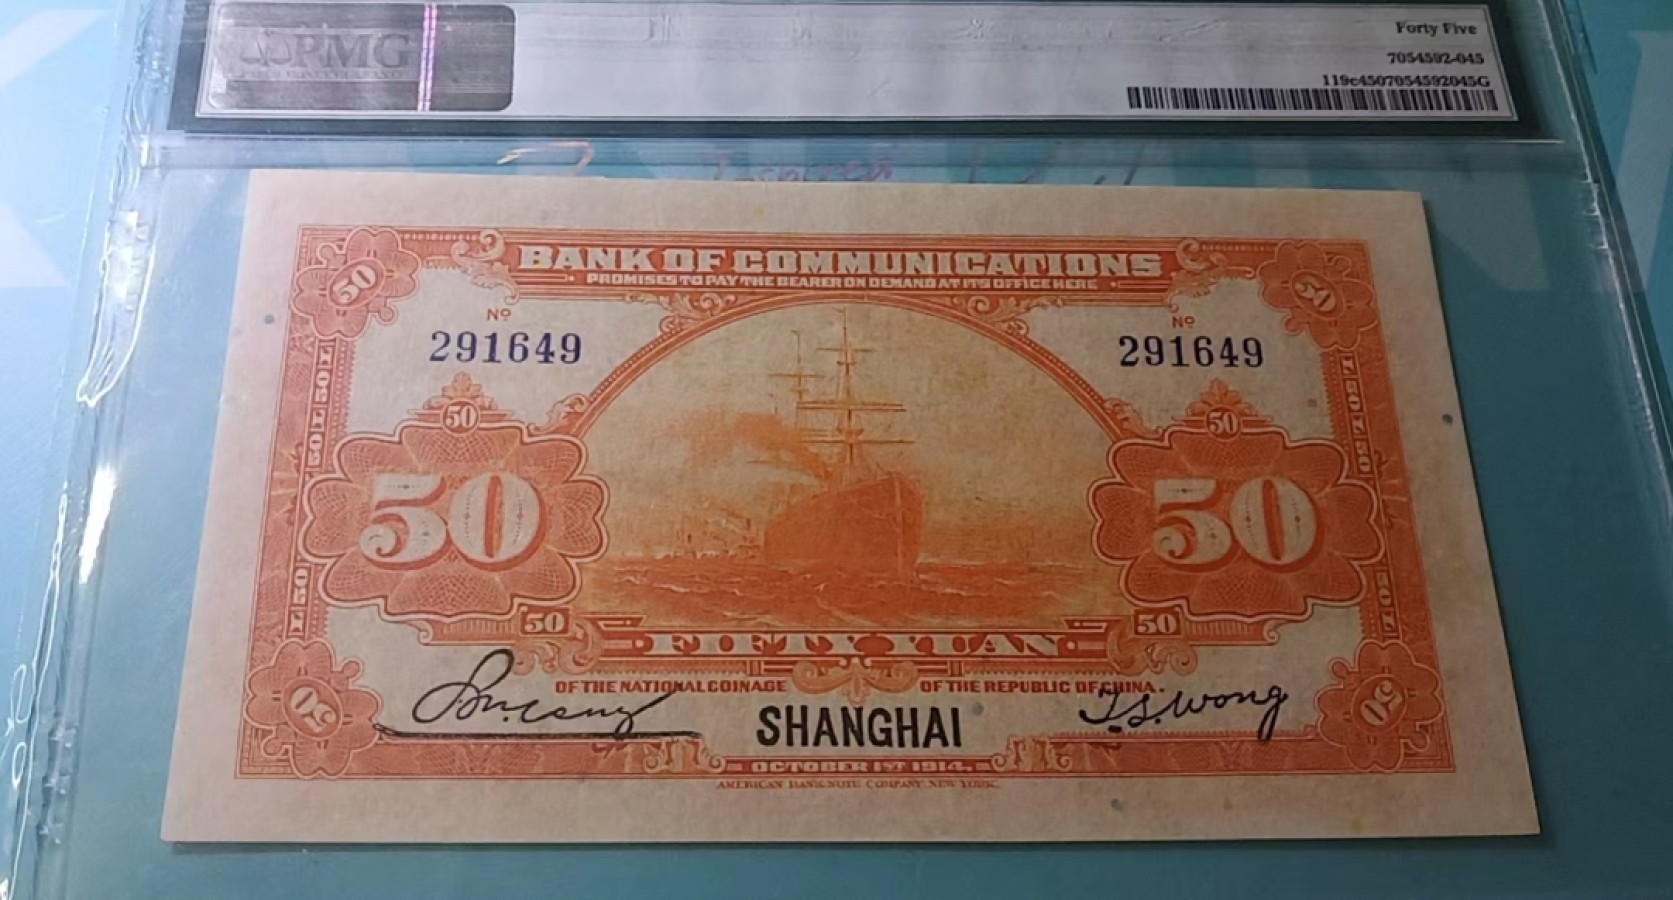 PMG
Forty Five
7054592-045
119c4507054592045G
BANK OF COMMUNICATIONS
PROMISES TO PAY THE BEARER ON DEMAND AT ITS OFFICE HERE
50
50
Nº
Nº
291649
291649
50
50
50
50
50
50
FIFTY YUAN
OF THE NATIONAL COINAGE
OF THE REPUBLIC OF CHINA.
T.S. Wong
50
50
SHANGHAI
OCTOBER 1ST 1914.
AMERICAN BANK NOTE COMPANY, NEW YORK.